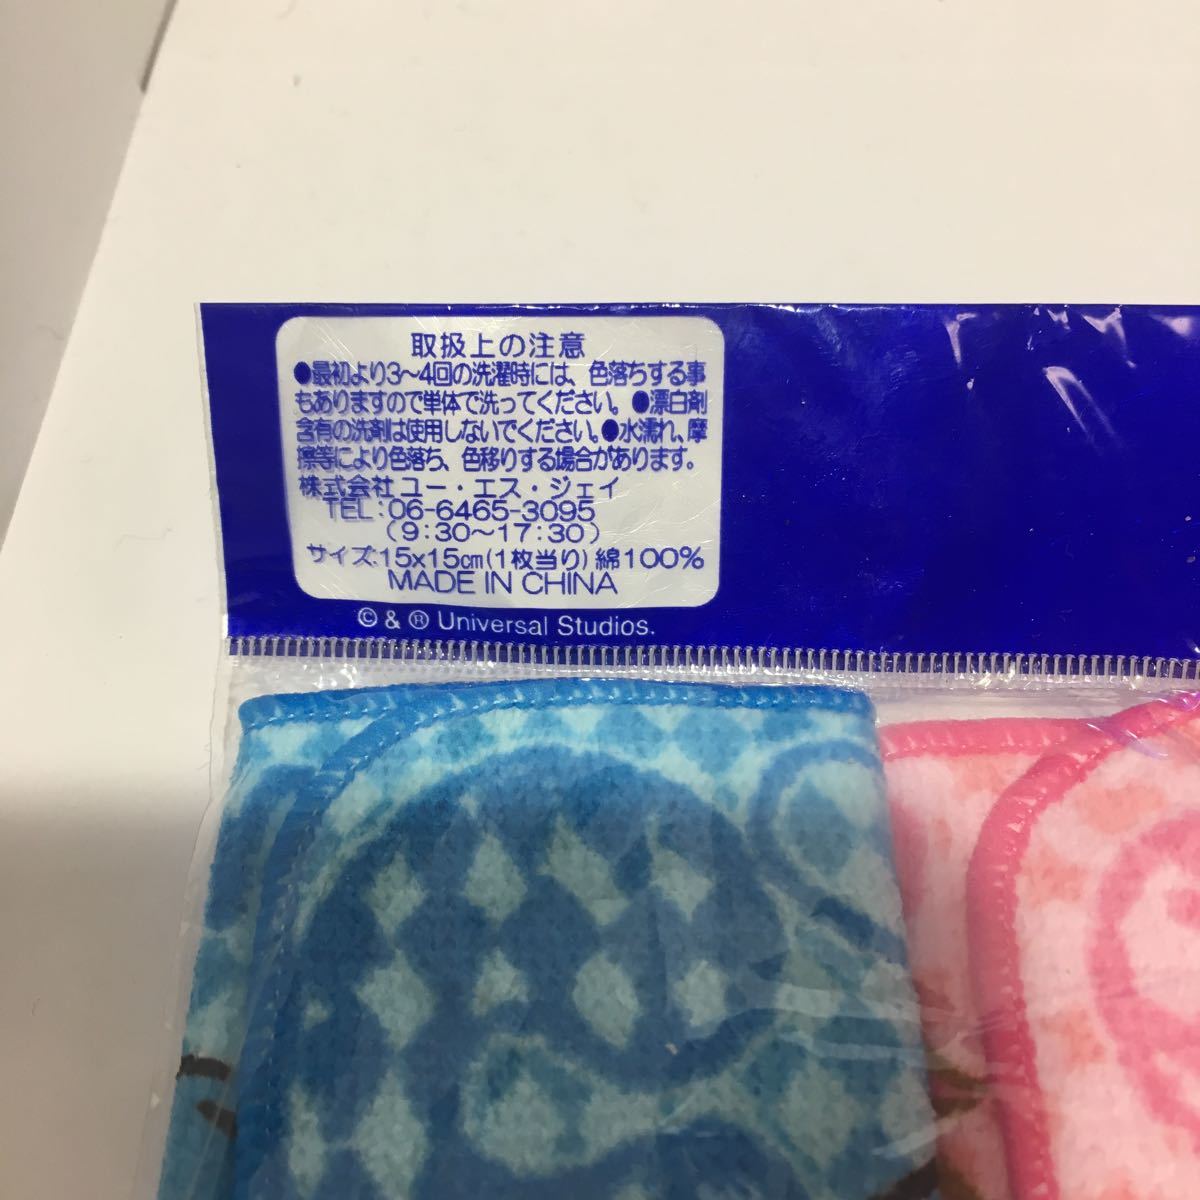 取扱上の注意
●最初より3〜4回の洗濯時には、色落ちする事
もありますので単体で洗ってください。●漂白剤
含有の洗剤は使用しないでください。●水濡れ、摩
擦等により色落ち、色移りする場合があります。
株式会社 ユー・エス・ジェイ
TEL:06-6465-3095
(9:30〜17:30)
サイズ:15x15cm(1枚当り)綿100%
MADE IN CHINA
© & ® Universal Studios.